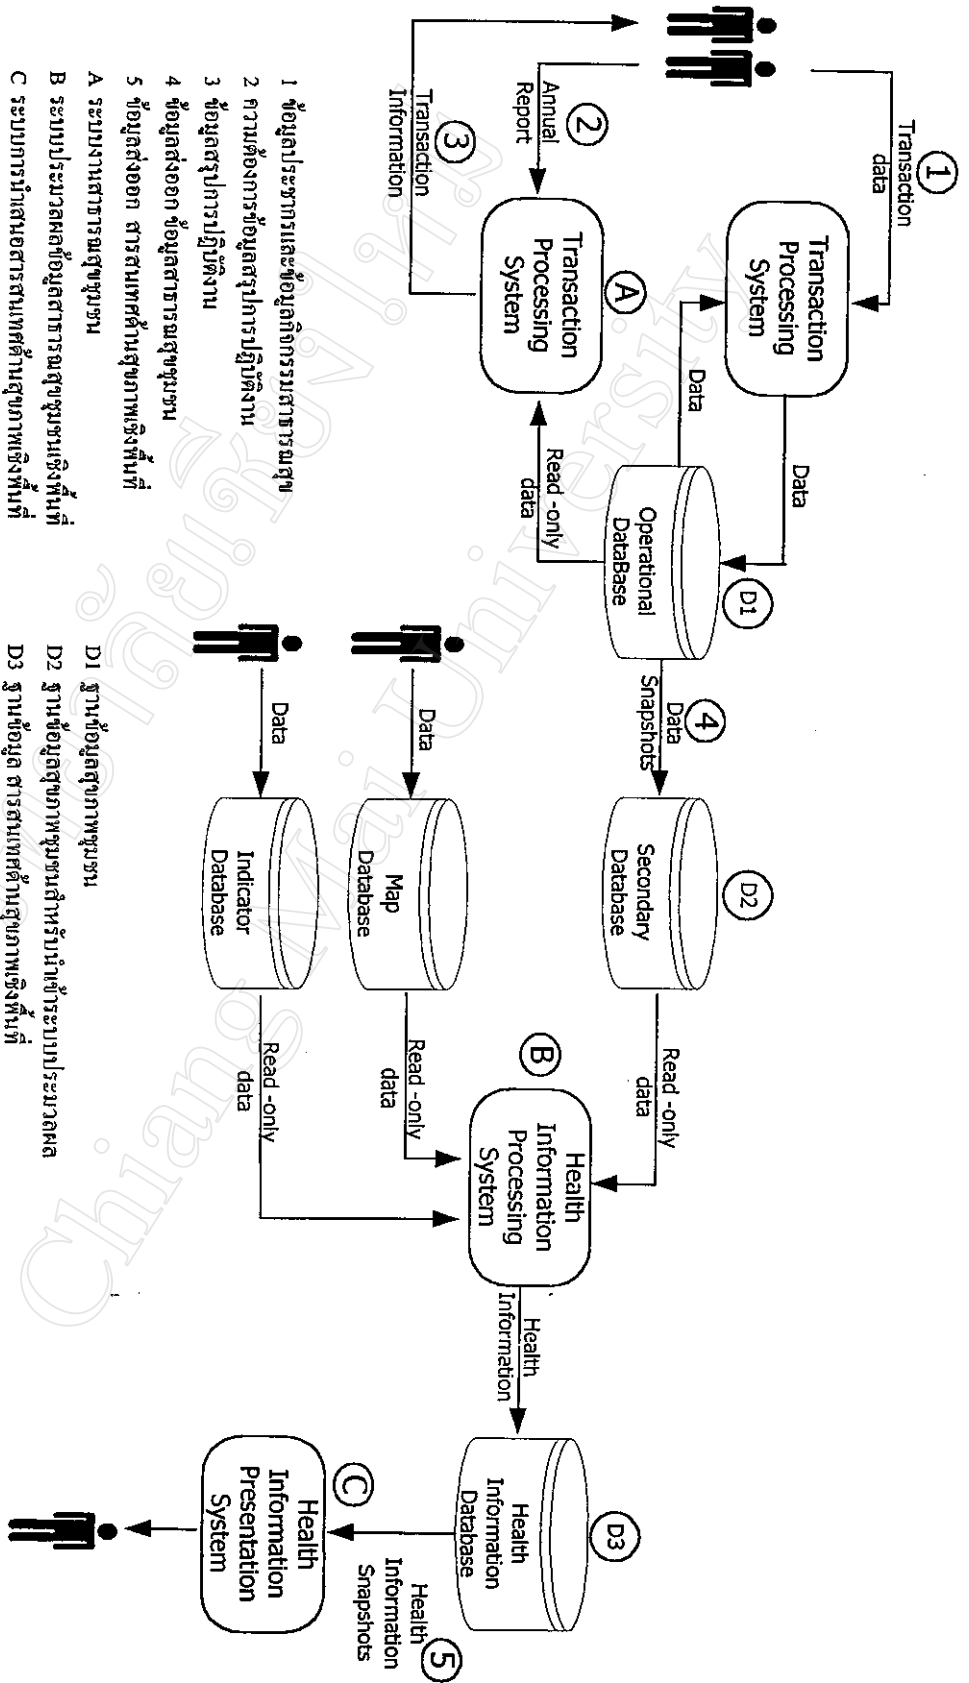 1
Transaction
data
Transaction
Processing
System
Data
Data
2
Annual
Report
3
Transaction
Information
A
Transaction
Processing
System
Read -only
data
D1
Operational
DataBase
4
Data
Snapshots
D2
Secondary
Database
Read -only
data
Data
Map
Database
Read -only
data
Data
Indicator
Database
Read -only
data
B
Health
Information
Processing
System
Health
Information
D3
Health
Information
Database
5
Health
Information
Snapshots
C
Health
Information
Presentation
System
1 ข้อมูลประชากรและข้อมูลกิจกรรมสาธารณสุข
2 ความต้องการข้อมูลสรุปการปฏิบัติงาน
3 ข้อมูลสรุปการปฏิบัติงาน
4 ข้อมูลส่งออก ข้อมูลสาธารณสุขชุมชน
5 ข้อมูลส่งออก สารสนเทศด้านสุขภาพเชิงพื้นที่
A ระบบงานสาธารณสุขชุมชน
B ระบบประมวลผลข้อมูลสาธารณสุขชุมชนเชิงพื้นที่
C ระบบการนำเสนอสารสนเทศด้านสุขภาพเชิงพื้นที่
D1 ฐานข้อมูลสุขภาพชุมชน
D2 ฐานข้อมูลสุขภาพชุมชนสำหรับนำเข้าระบบประมวลผล
D3 ฐานข้อมูล สารสนเทศด้านสุขภาพเชิงพื้นที่
Chiang Mai University